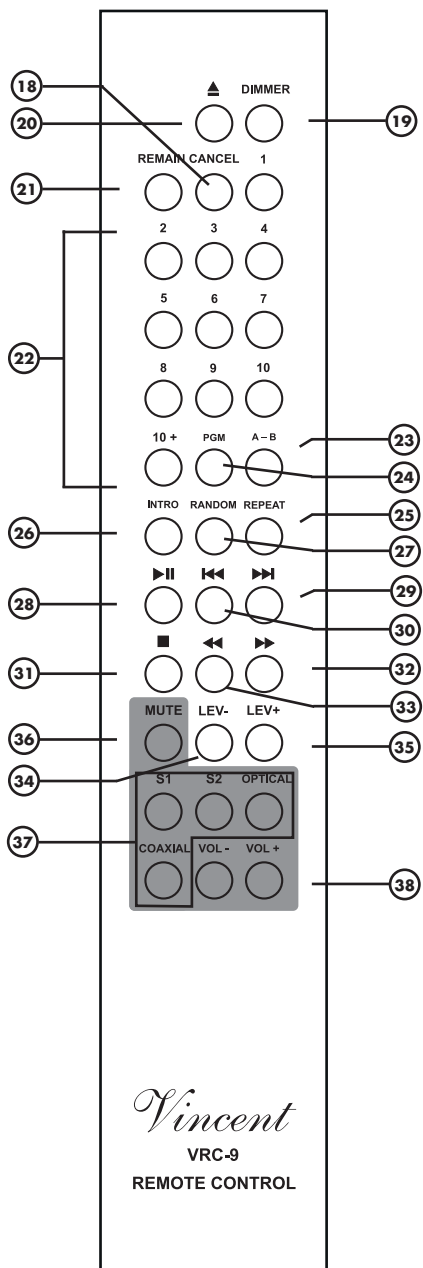 18
DIMMER
20
19
REMAIN CANCEL 1
21
2 3 4
5 6 7
22
8 9 10
10 + PGM A – B
23
24
INTRO RANDOM REPEAT
25
26
27
28
29
30
31
32
33
MUTE LEV- LEV+
36
35
34
S1 S2 OPTICAL
37
COAXIAL VOL - VOL +
38
Vincent
VRC-9
REMOTE CONTROL